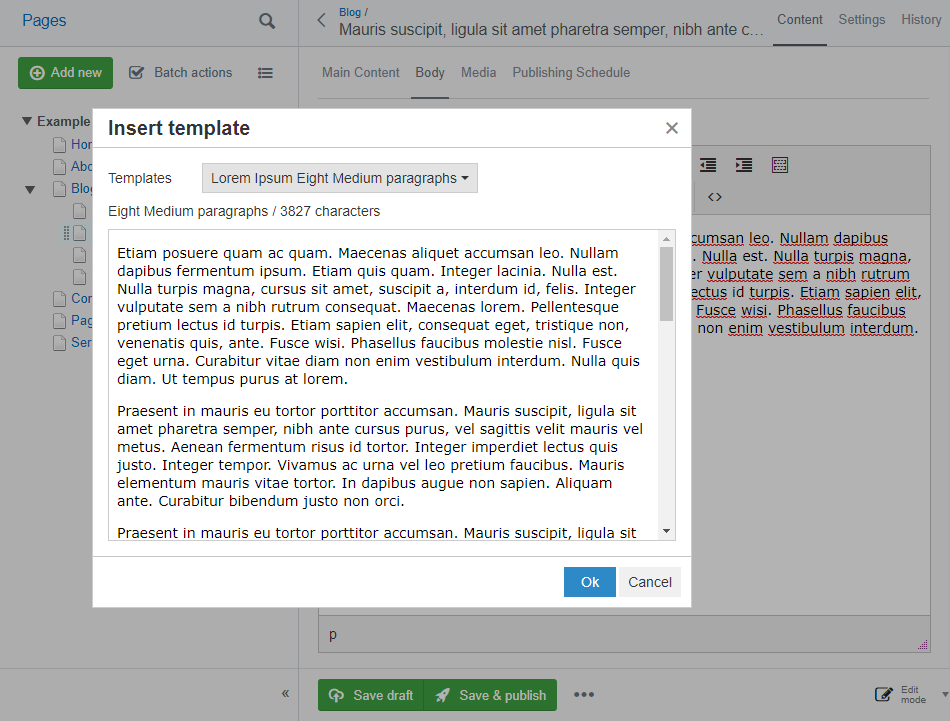 Pages
Blog /
Mauris suscipit, ligula sit amet pharetra semper, nibh ante c...
Content
Settings
History
Add new
Batch actions
Main Content
Body
Media
Publishing Schedule
Example
Hor
Abo
Blog
Cor
Pag
Ser
Insert template
Templates
Lorem Ipsum Eight Medium paragraphs
Eight Medium paragraphs / 3827 characters
Etiam posuere quam ac quam. Maecenas aliquet accumsan leo. Nullam
dapibus fermentum ipsum. Etiam quis quam. Integer lacinia. Nulla est.
Nulla turpis magna, cursus sit amet, suscipit a, interdum id, felis. Integer
vulputate sem a nibh rutrum consequat. Maecenas lorem. Pellentesque
pretium lectus id turpis. Etiam sapien elit, consequat eget, tristique non,
venenatis quis, ante. Fusce wisi. Phasellus faucibus molestie nisl. Fusce
eget urna. Curabitur vitae diam non enim vestibulum interdum. Nulla quis
diam. Ut tempus purus at lorem.
Praesent in mauris eu tortor porttitor accumsan. Mauris suscipit, ligula sit
amet pharetra semper, nibh ante cursus purus, vel sagittis velit mauris vel
metus. Aenean fermentum risus id tortor. Integer imperdiet lectus quis
justo. Integer tempor. Vivamus ac urna vel leo pretium faucibus. Mauris
elementum mauris vitae tortor. In dapibus augue non sapien. Aliquam
ante. Curabitur bibendum justo non orci.
Praesent in mauris eu tortor porttitor accumsan. Mauris suscipit, ligula sit
Ok
Cancel
<>
cumsan leo. Nullam dapibus
. Nulla est. Nulla turpis magna,
er vulputate sem a nibh rutrum
ectus id turpis. Etiam sapien elit,
Fusce wisi. Phasellus faucibus
non enim vestibulum interdum.
p
«
Save draft
Save & publish
•••
Edit
mode